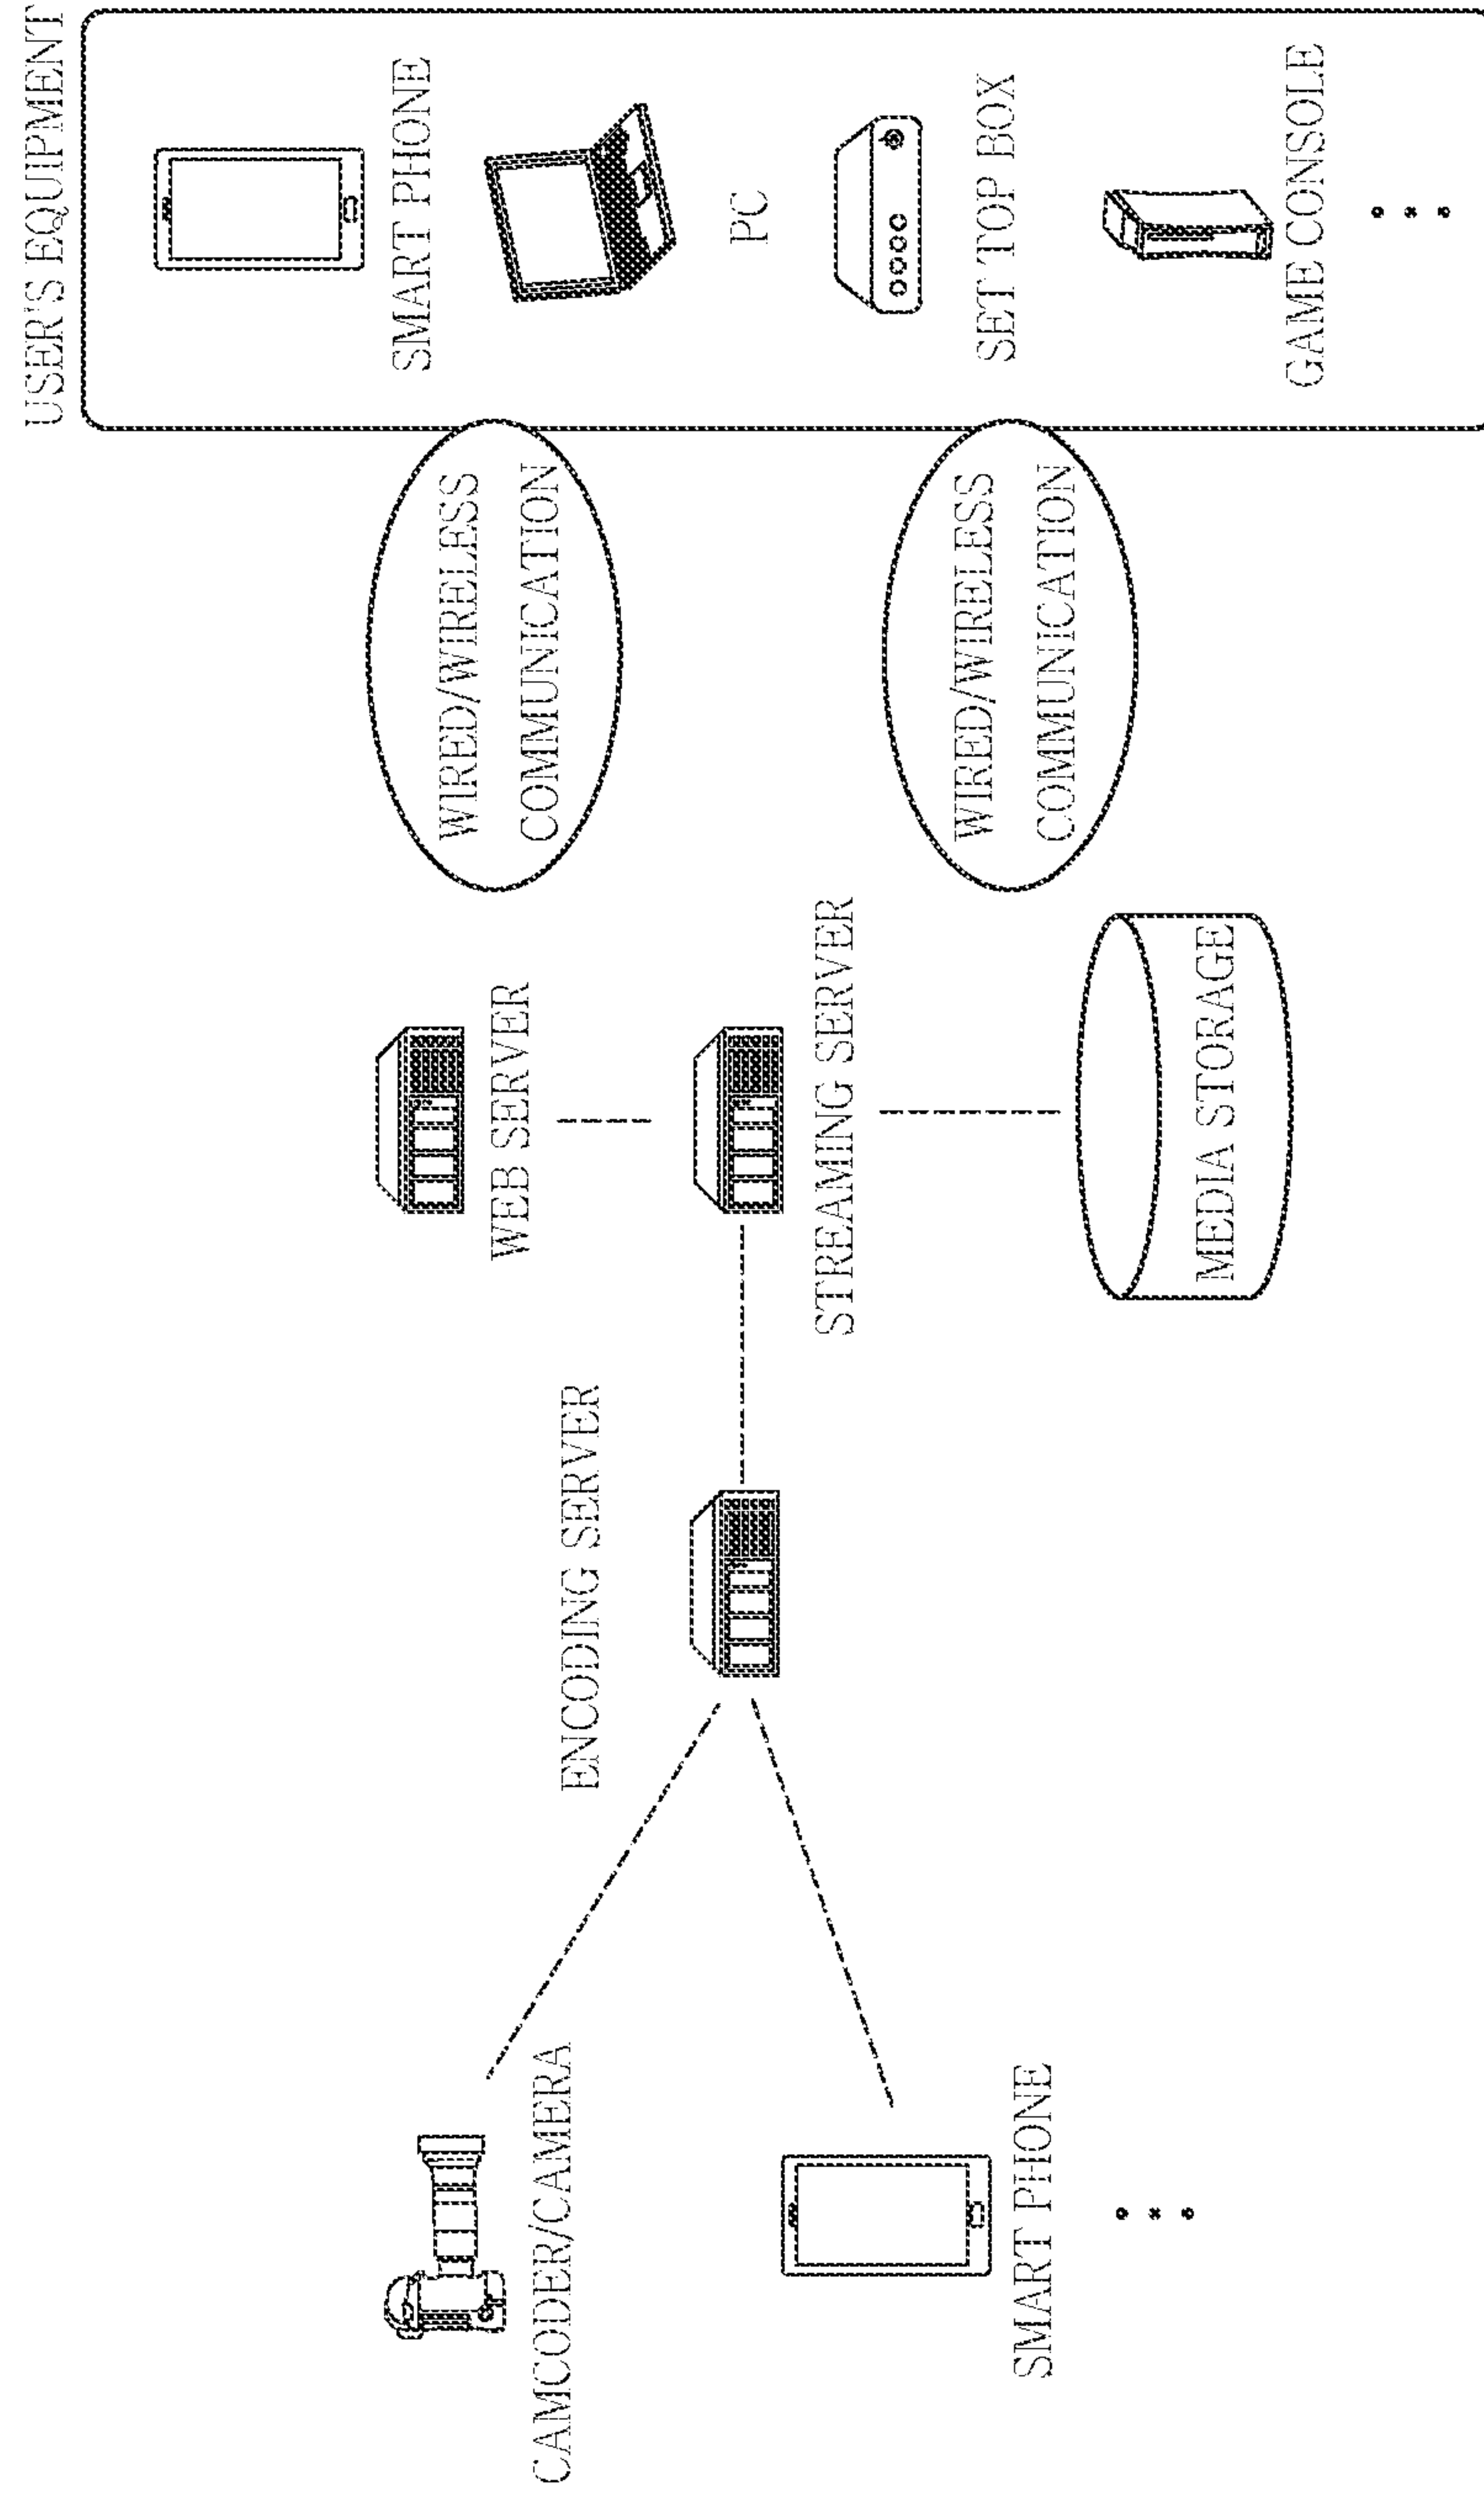 ENCODING SERVER
WEB SERVER
WIRED/WIRELESS
COMMUNICATION
USER'S EQUIPMENT
SMART PHONE
PC
CAMCODER/CAMERA
STREAMING SERVER
WIRED/WIRELESS
COMMUNICATION
SET TOP BOX
SMART PHONE
MEDIA STORAGE
GAME CONSOLE